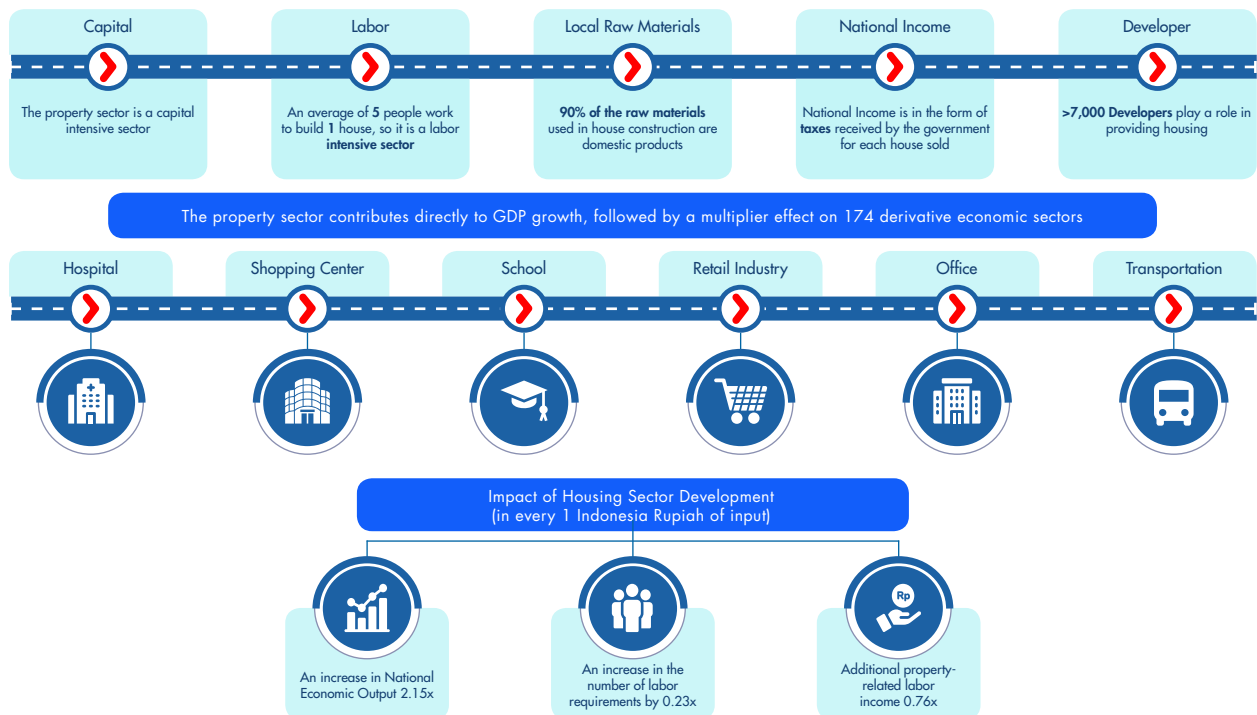 Capital
The property sector is a capital
intensive sector
Labor
An average of 5 people work
to build 1 house, so it is a labor
intensive sector
Local Raw Materials
90% of the raw materials
used in house construction are
domestic products
National Income
National Income is in the form of
taxes received by the government
for each house sold
Developer
>7,000 Developers play a role in
providing housing
The property sector contributes directly to GDP growth, followed by a multiplier effect on 174 derivative economic sectors
Hospital
Shopping Center
School
Retail Industry
Office
Transportation
Impact of Housing Sector Development
(in every 1 Indonesia Rupiah of input)
An increase in National
Economic Output 2.15x
An increase in the
number of labor
requirements by 0.23x
Rp
Additional property-
related labor
income 0.76x